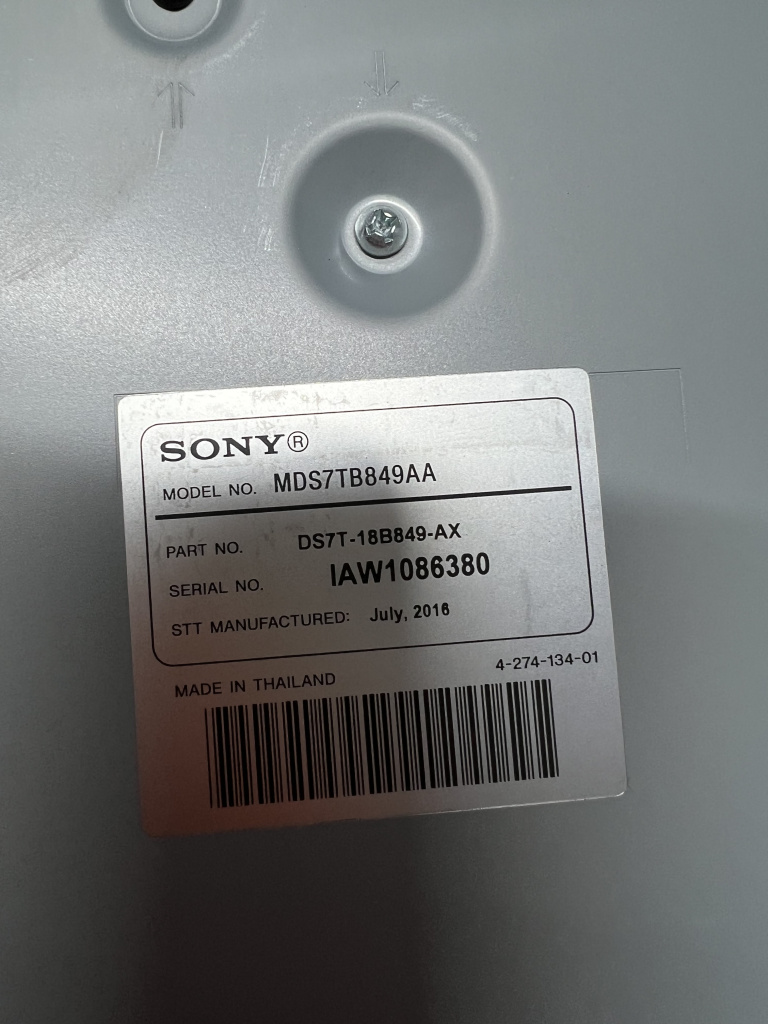 SONY®
MODEL NO. MDS7TB849AA
PART NO. DS7T-18B849-AX
SERIAL NO. IAW1086380
STT MANUFACTURED: July, 2016
4-274-134-01
MADE IN THAILAND